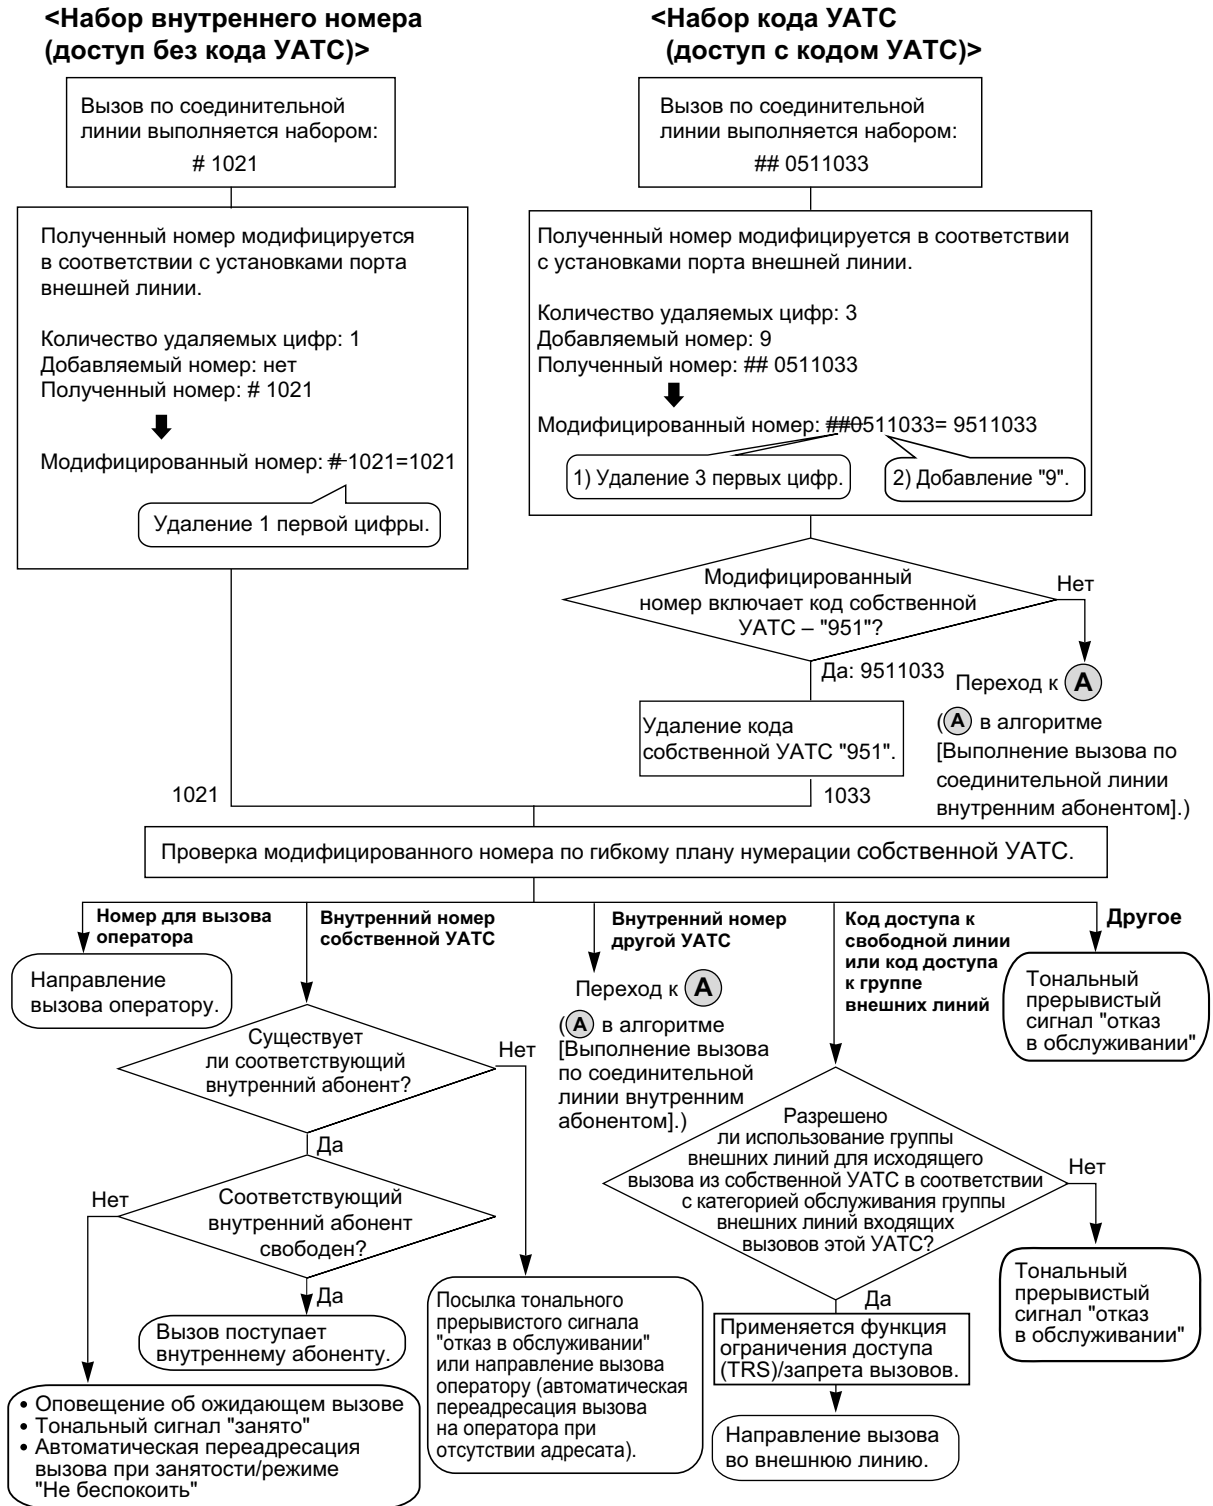 <Набор внутреннего номера
(доступ без кода УАТС)>
Вызов по соединительной
линии выполняется набором:
# 1021
Полученный номер модифицируется
в соответствии с установками порта
внешней линии.
Количество удаляемых цифр: 1
Добавляемый номер: нет
Полученный номер: # 1021
Модифицированный номер: # 1021=1021
Удаление 1 первой цифры.
<Набор кода УАТС
(доступ с кодом УАТС)>
Вызов по соединительной
линии выполняется набором:
## 0511033
Полученный номер модифицируется в соответствии
с установками порта внешней линии.
Количество удаляемых цифр: 3
Добавляемый номер: 9
Полученный номер: ## 0511033
Модифицированный номер: ##0511033= 9511033
1) Удаление 3 первых цифр.
2) Добавление "9".
Модифицированный
номер включает код собственной
УАТС – "951"?
Нет
Да: 9511033
Переход к A
(A в алгоритме
[Выполнение вызова по
соединительной линии
внутренним абонентом].)
Удаление кода
собственной УАТС "951".
1021
1033
Проверка модифицированного номера по гибкому плану нумерации собственной УАТС.
Номер для вызова
оператора
Направление
вызова оператору.
Внутренний номер
собственной УАТС
Существует
ли соответствующий
внутренний абонент?
Нет
Да
Соответствующий
внутренний абонент
свободен?
Нет
Да
Вызов поступает
внутреннему абоненту.
• Оповещение об ожидающем вызове
• Тональный сигнал "занято"
• Автоматическая переадресация
вызова при занятости/режиме
"Не беспокоить"
Посылка тонального
прерывистого сигнала
"отказ в обслуживании"
или направление вызова
оператору (автоматическая
переадресация вызова
на оператора при
отсутствии адресата).
Внутренний номер
другой УАТС
Переход к A
(A в алгоритме
[Выполнение вызова
по соединительной
линии внутренним
абонентом].)
Код доступа к
свободной линии
или код доступа
к группе
внешних линий
Разрешено
ли использование группы
внешних линий для исходящего
вызова из собственной УАТС в соответствии
с категорией обслуживания группы
внешних линий входящих
вызовов этой УАТС?
Нет
Да
Применяется функция
ограничения доступа
(TRS)/запрета вызовов.
Направление вызова
во внешнюю линию.
Тональный
прерывистый
сигнал "отказ
в обслуживании"
Другое
Тональный
прерывистый
сигнал "отказ
в обслуживании"